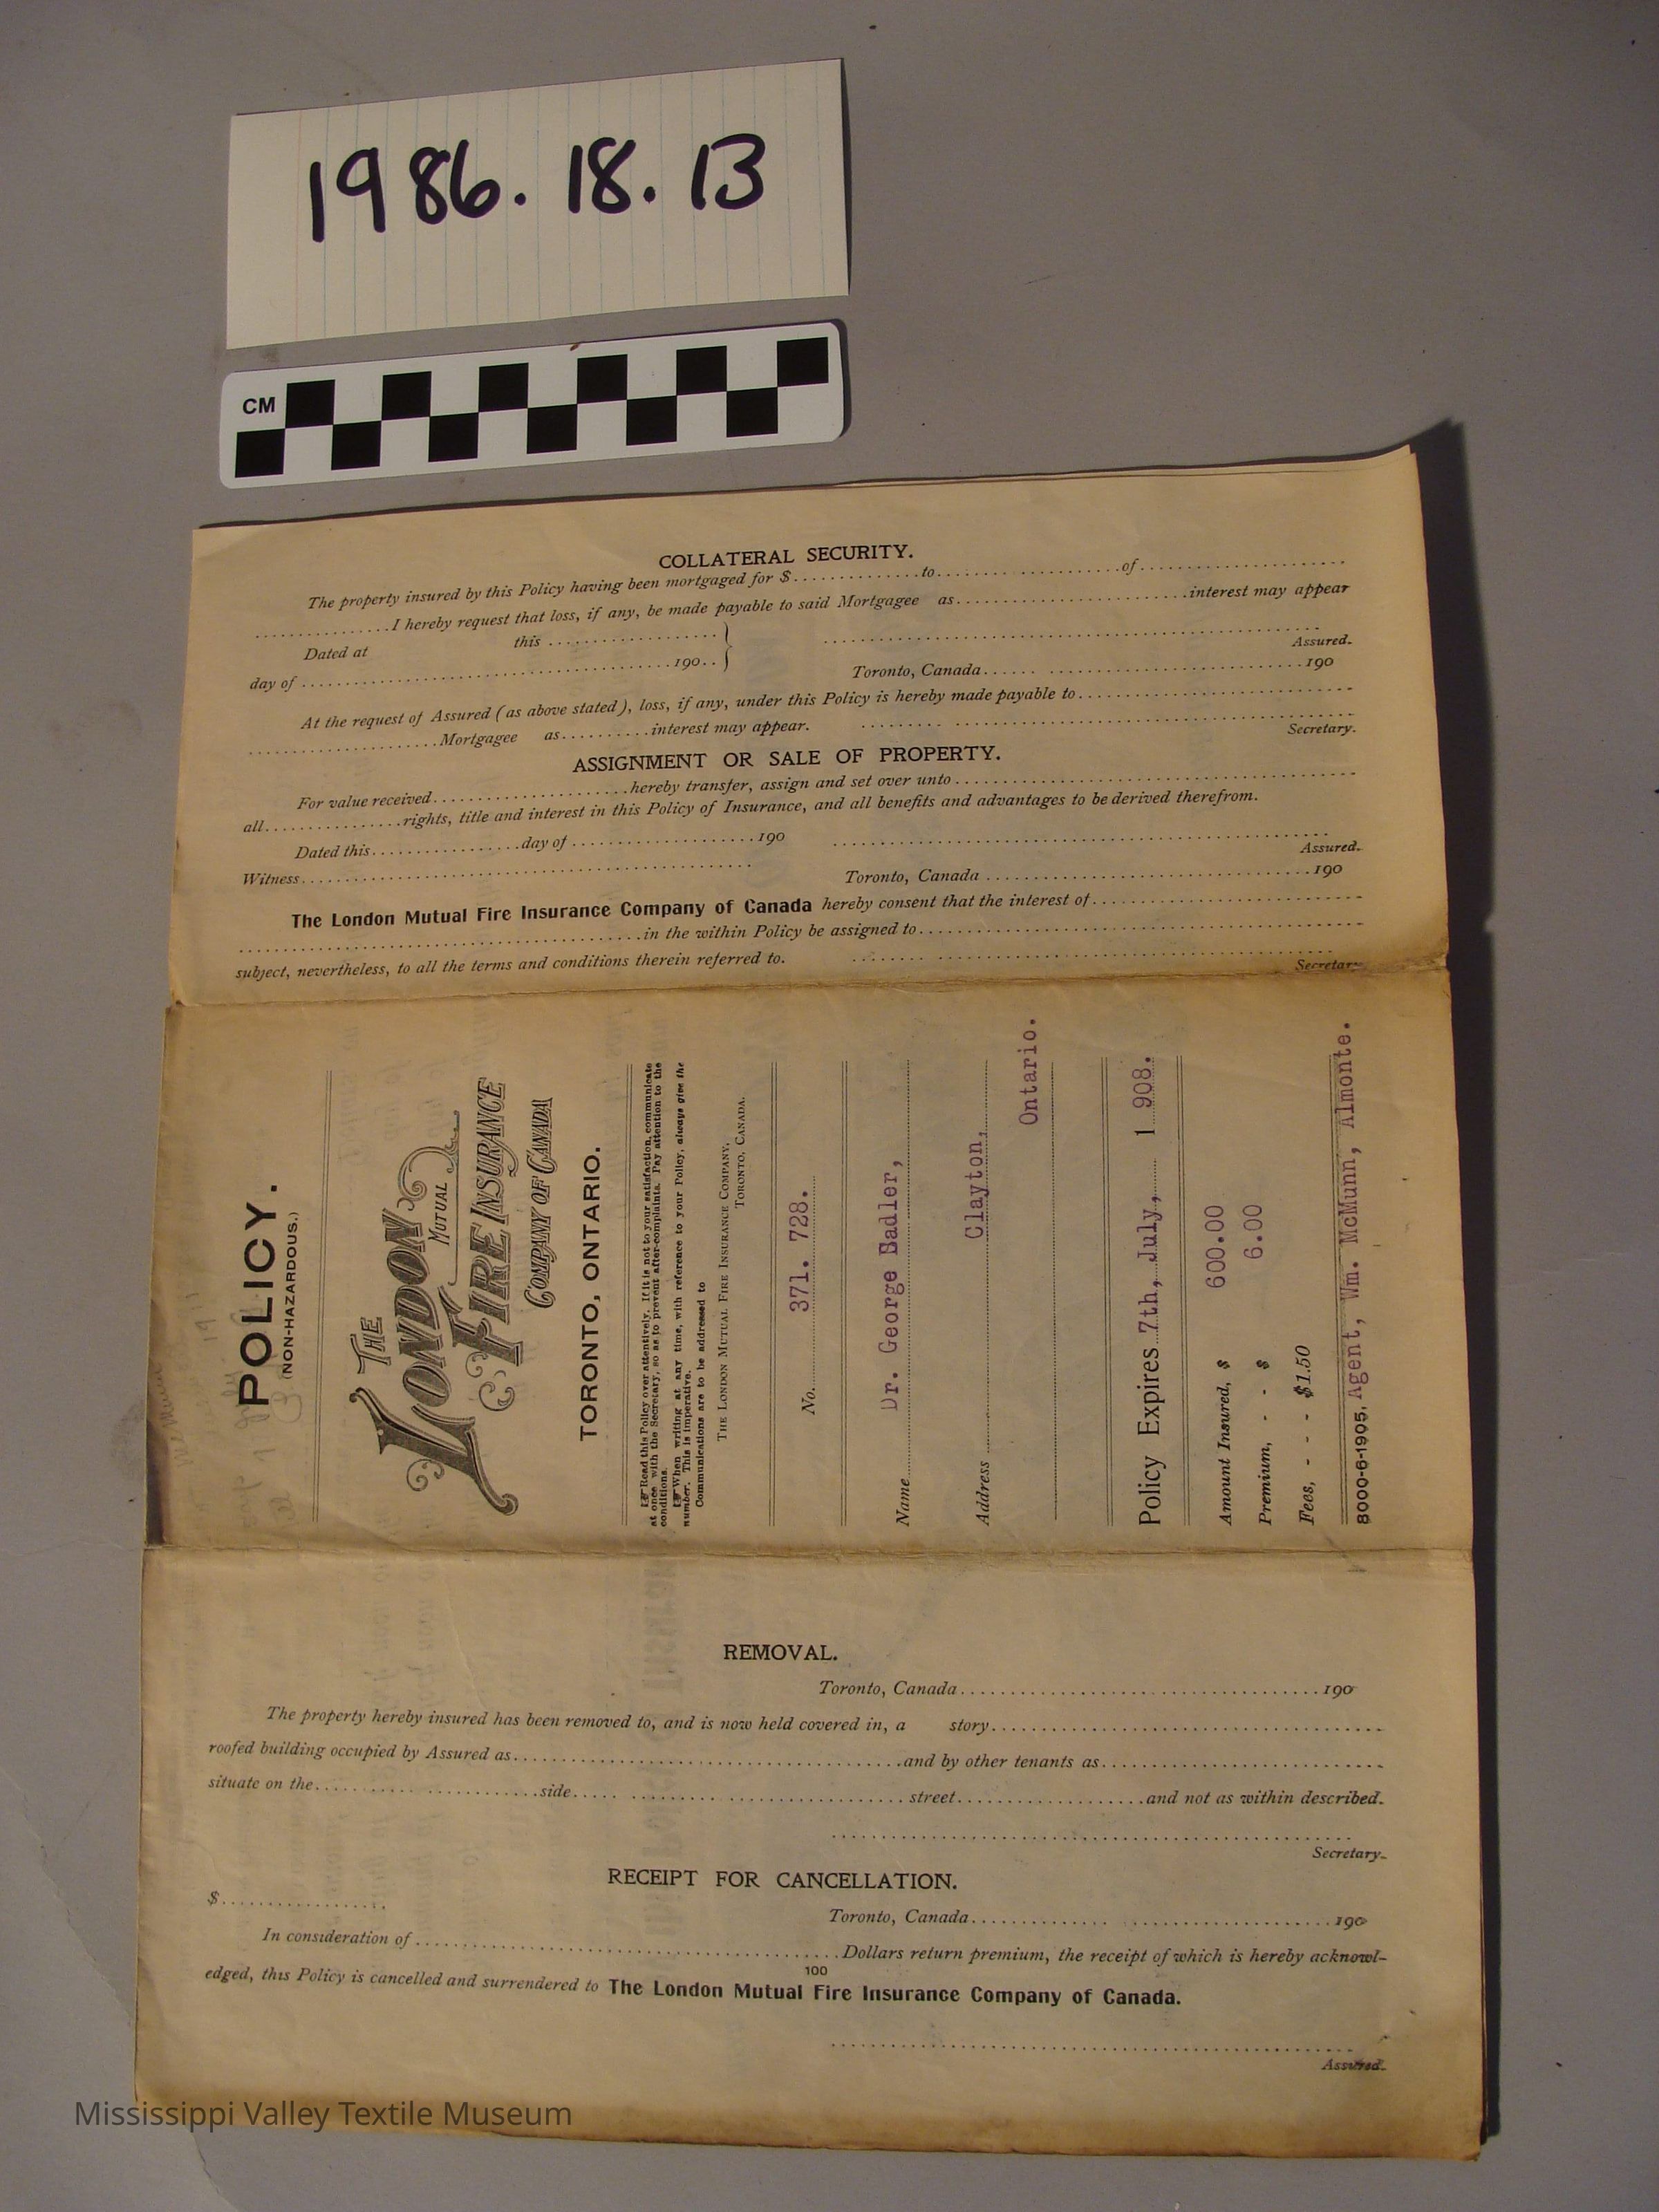 1986.18.13
CM
COLLATERAL SECURITY.
The property insured by this Policy having been mortgaged for $..............to......................of......................
................I hereby request that loss, if any, be made payable to said Mortgagee as..........................interest may appear
Dated at this ....................}
Assured.
day of ........................................190..
Toronto, Canada....................................190
At the request of Assured (as above stated), loss, if any, under this Policy is hereby made payable to..............................
......................Mortgagee as..........interest may appear.
Secretary.
ASSIGNMENT OR SALE OF PROPERTY.
For value received......................hereby transfer, assign and set over unto..............................
all................rights, title and interest in this Policy of Insurance, and all benefits and advantages to be derived therefrom.
Dated this.................day of....................190
Assured.
Witness..............................
Toronto, Canada....................................190
The London Mutual Fire Insurance Company of Canada hereby consent that the interest of..............................
..............................in the within Policy be assigned to..............................
subject, nevertheless, to all the terms and conditions therein referred to.
Secretary
POLICY.
(NON-HAZARDOUS.)
THE
LONDON
MUTUAL
FIRE INSURANCE
COMPANY OF CANADA
TORONTO, ONTARIO.
☞ Read this Policy over attentively. If it is not to your satisfaction, communicate
at once with the Secretary, so as to prevent after-complaints. Pay attention to the
conditions.
☞ When writing at any time, with reference to your Policy, always give the
number. This is imperative.
Communications are to be addressed to
THE LONDON MUTUAL FIRE INSURANCE COMPANY,
TORONTO, CANADA.
No. 371. 728.
Name Dr. George Badler,
Address Clayton,
Ontario.
Policy Expires 7th, July, 1 908.
Amount Insured, $ 600.00
Premium, - - $ 6.00
Fees, - - - $1.50
8000-6-1905. Agent, Wm. McMunn, Almonte.
REMOVAL.
Toronto, Canada....................................190
The property hereby insured has been removed to, and is now held covered in, a story..............................
roofed building occupied by Assured as..............................and by other tenants as..............................
situate on the......................side..............................street....................and not as within described.
Secretary.
RECEIPT FOR CANCELLATION.
$..................
Toronto, Canada....................................190
In consideration of..............................Dollars return premium, the receipt of which is hereby acknowl-
100
edged, this Policy is cancelled and surrendered to The London Mutual Fire Insurance Company of Canada.
Assured.
Mississippi Valley Textile Museum